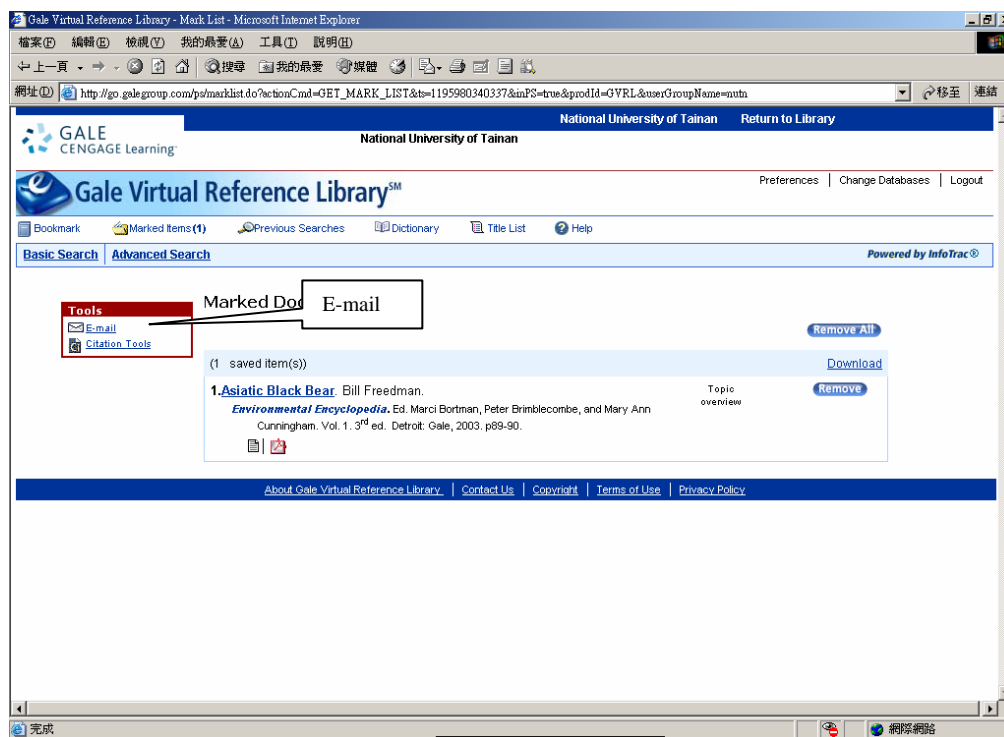 Gale Virtual Reference Library - Mark List - Microsoft Internet Explorer
檔案(F) 編輯(E) 檢視(V) 我的最愛(A) 工具(T) 說明(H)
上一頁 搜尋 我的最愛 媒體
網址(D) http://go.galegroup.com/ps/marklist.do?actionCmd=GET_MARK_LIST&ts=1195980340337&inPS=true&prodId=GVRL&userGroupName=nutn 移至 連結
National University of Tainan Return to Library
GALE
CENGAGE Learning
National University of Tainan
Gale Virtual Reference Library SM
Preferences | Change Databases | Logout
Bookmark Marked Items(1) Previous Searches Dictionary Title List Help
Basic Search | Advanced Search Powered by InfoTrac®
Marked Doc
E-mail
Tools
E-mail
Citation Tools
Remove All
(1 saved item(s)) Download
1.Asiatic Black Bear. Bill Freedman. Topic overview Remove
Environmental Encyclopedia. Ed. Marci Bortman, Peter Brimblecombe, and Mary Ann
Cunningham. Vol. 1. 3rd ed. Detroit: Gale, 2003. p89-90.
About Gale Virtual Reference Library | Contact Us | Copyright | Terms of Use | Privacy Policy
完成 網際網路